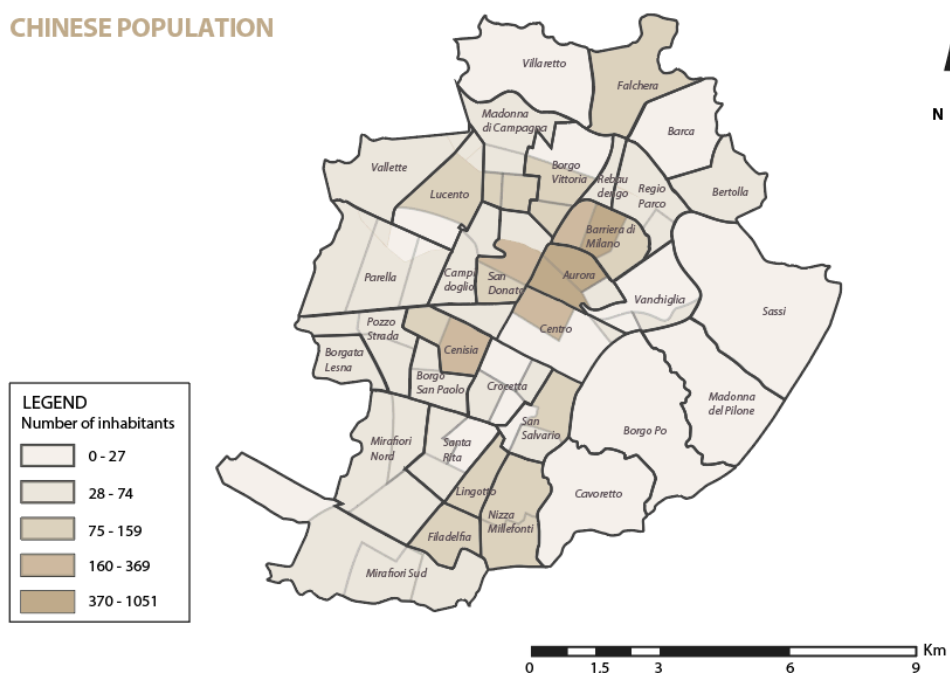 CHINESE POPULATION
N
Villaretto
Falchera
Madonna
di Campagna
Barca
Vallette
Borgo
Vittoria
Rebau
dengo
Regio
Parco
Bertolla
Lucento
Barriera di
Milano
Parella
Campi
doglio
San
Donato
Aurora
Vanchiglia
Sassi
Pozzo
Strada
Centro
Cenisia
Borgata
Lesna
Borgo
San Paolo
Crocetta
Madonna
del Pilone
San
Salvario
Borgo Po
Mirafiori
Nord
Santa
Rita
Lingotto
Cavoretto
Nizza
Millefonti
Filadelfia
Mirafiori Sud
LEGEND
Number of inhabitants
0 - 27
28 - 74
75 - 159
160 - 369
370 - 1051
Km
0 1.5 3 6 9